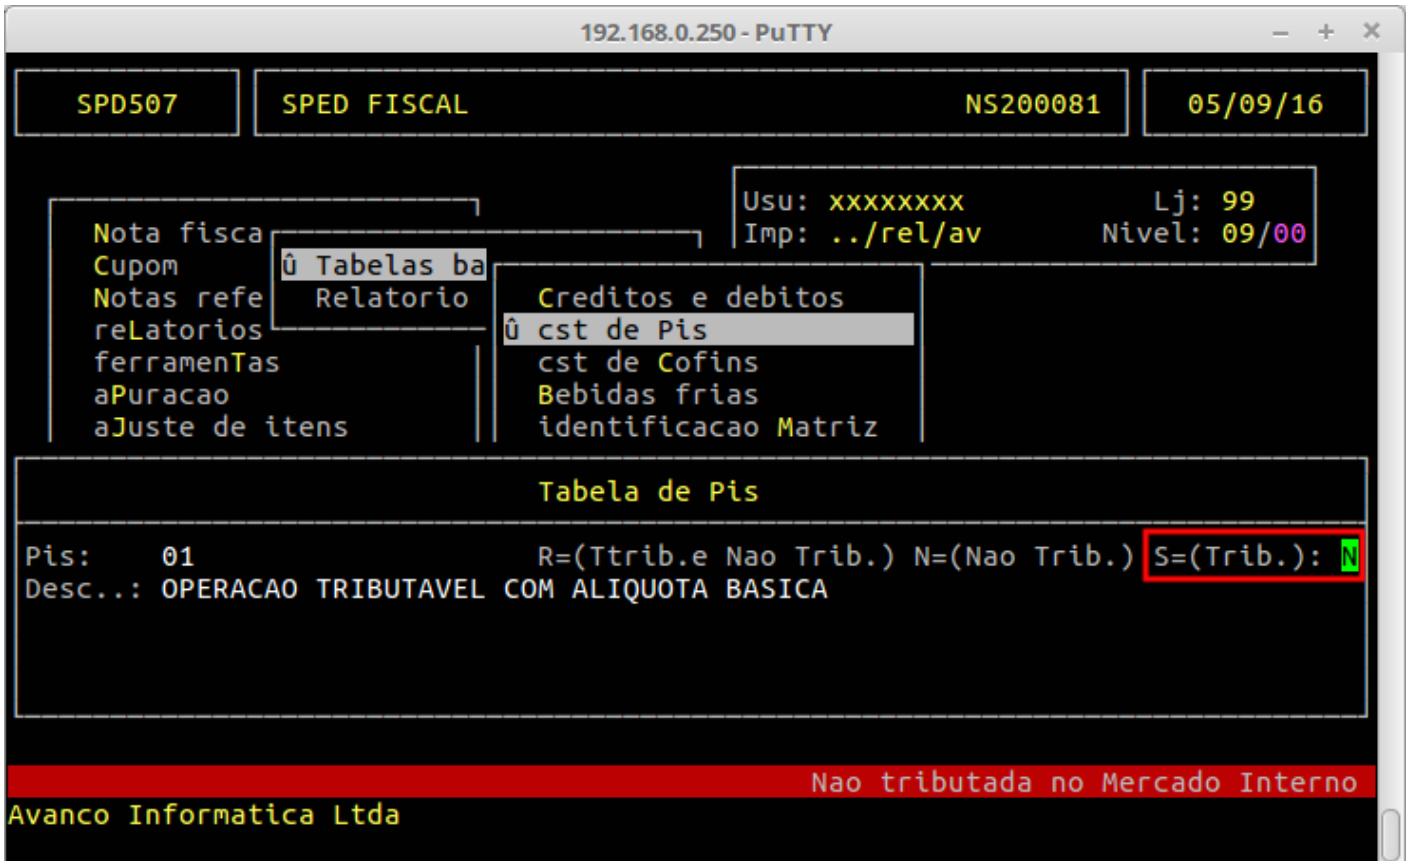 192.168.0.250 - PuTTY
SPD507 SPED FISCAL NS200081 05/09/16
Usu: xxxxxxxx Lj: 99
Nota fisca Imp: ../rel/av Nivel: 09/00
Cupom û Tabelas ba
Notas refe Relatorio Creditos e debitos
reLatorios û cst de Pis
ferramenTas cst de Cofins
aPuracao Bebidas frias
aJuste de itens identificacao Matriz
Tabela de Pis
Pis: 01 R=(Ttrib.e Nao Trib.) N=(Nao Trib.) S=(Trib.): N
Desc..: OPERACAO TRIBUTAVEL COM ALIQUOTA BASICA
Nao tributada no Mercado Interno
Avanco Informatica Ltda